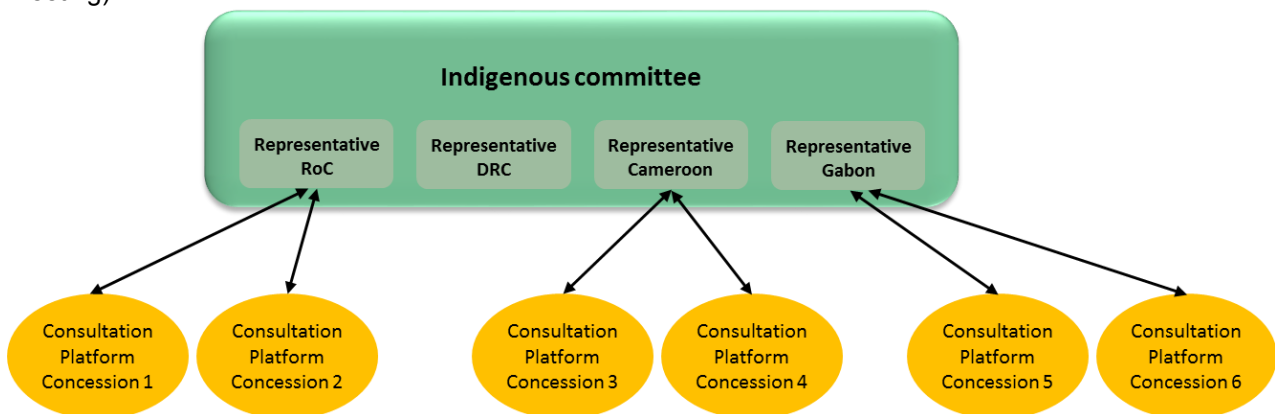 Indigenous committee
Representative
RoC
Representative
DRC
Representative
Cameroon
Representative
Gabon
Consultation
Platform
Concession 1
Consultation
Platform
Concession 2
Consultation
Platform
Concession 3
Consultation
Platform
Concession 4
Consultation
Platform
Concession 5
Consultation
Platform
Concession 6